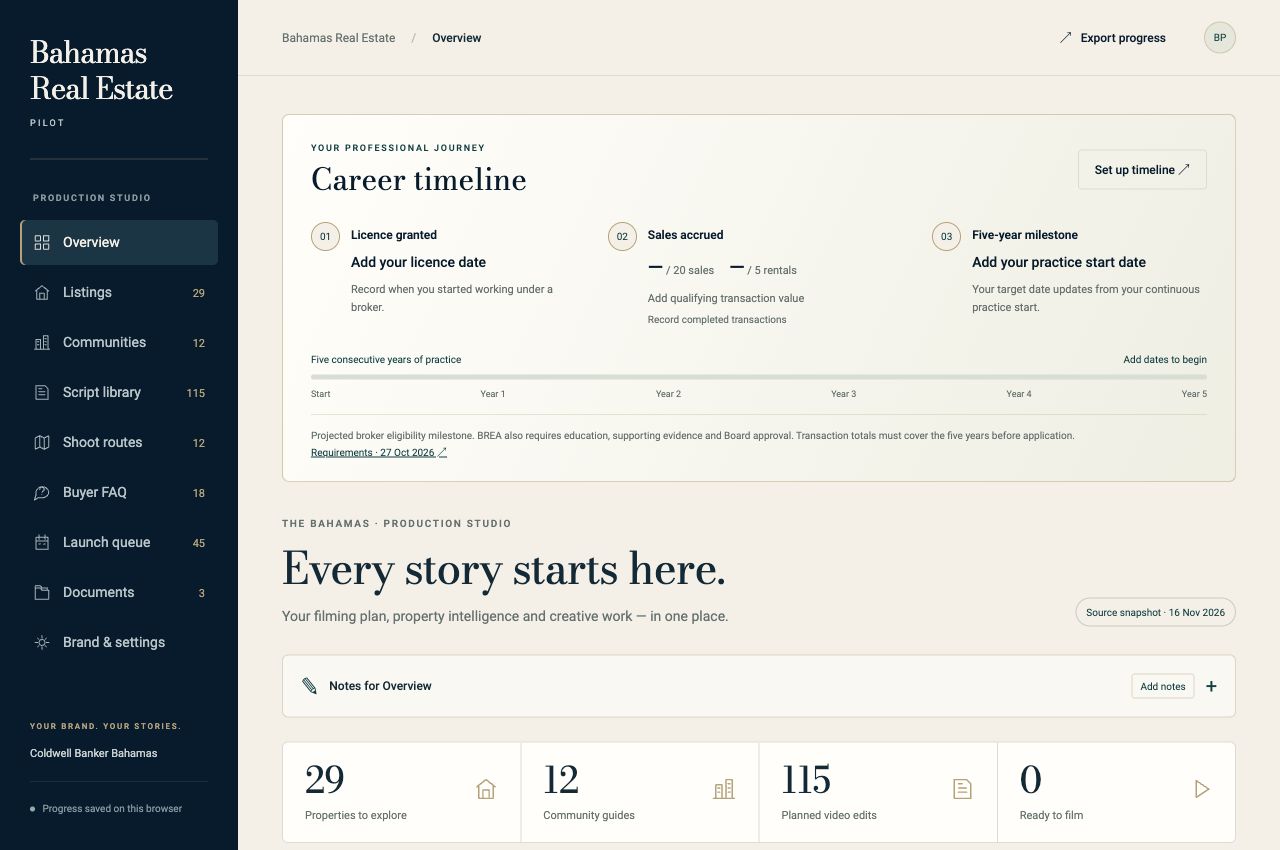 Bahamas
Real Estate
PILOT
PRODUCTION STUDIO
Overview
Listings 29
Communities 12
Script library 115
Shoot routes 12
Buyer FAQ 18
Launch queue 45
Documents 3
Brand & settings
YOUR BRAND. YOUR STORIES.
Coldwell Banker Bahamas
Progress saved on this browser
Bahamas Real Estate / Overview
Export progress
BP
YOUR PROFESSIONAL JOURNEY
Career timeline
Set up timeline
01 Licence granted
Add your licence date
Record when you started working under a
broker.
02 Sales accrued
— / 20 sales — / 5 rentals
Add qualifying transaction value
Record completed transactions
03 Five-year milestone
Add your practice start date
Your target date updates from your continuous
practice start.
Five consecutive years of practice Add dates to begin
Start Year 1 Year 2 Year 3 Year 4 Year 5
Projected broker eligibility milestone. BREA also requires education, supporting evidence and Board approval. Transaction totals must cover the five years before application.
Requirements · 27 Oct 2026
THE BAHAMAS · PRODUCTION STUDIO
Every story starts here.
Your filming plan, property intelligence and creative work — in one place.
Source snapshot · 16 Nov 2026
Notes for Overview
Add notes +
29
Properties to explore
12
Community guides
115
Planned video edits
0
Ready to film